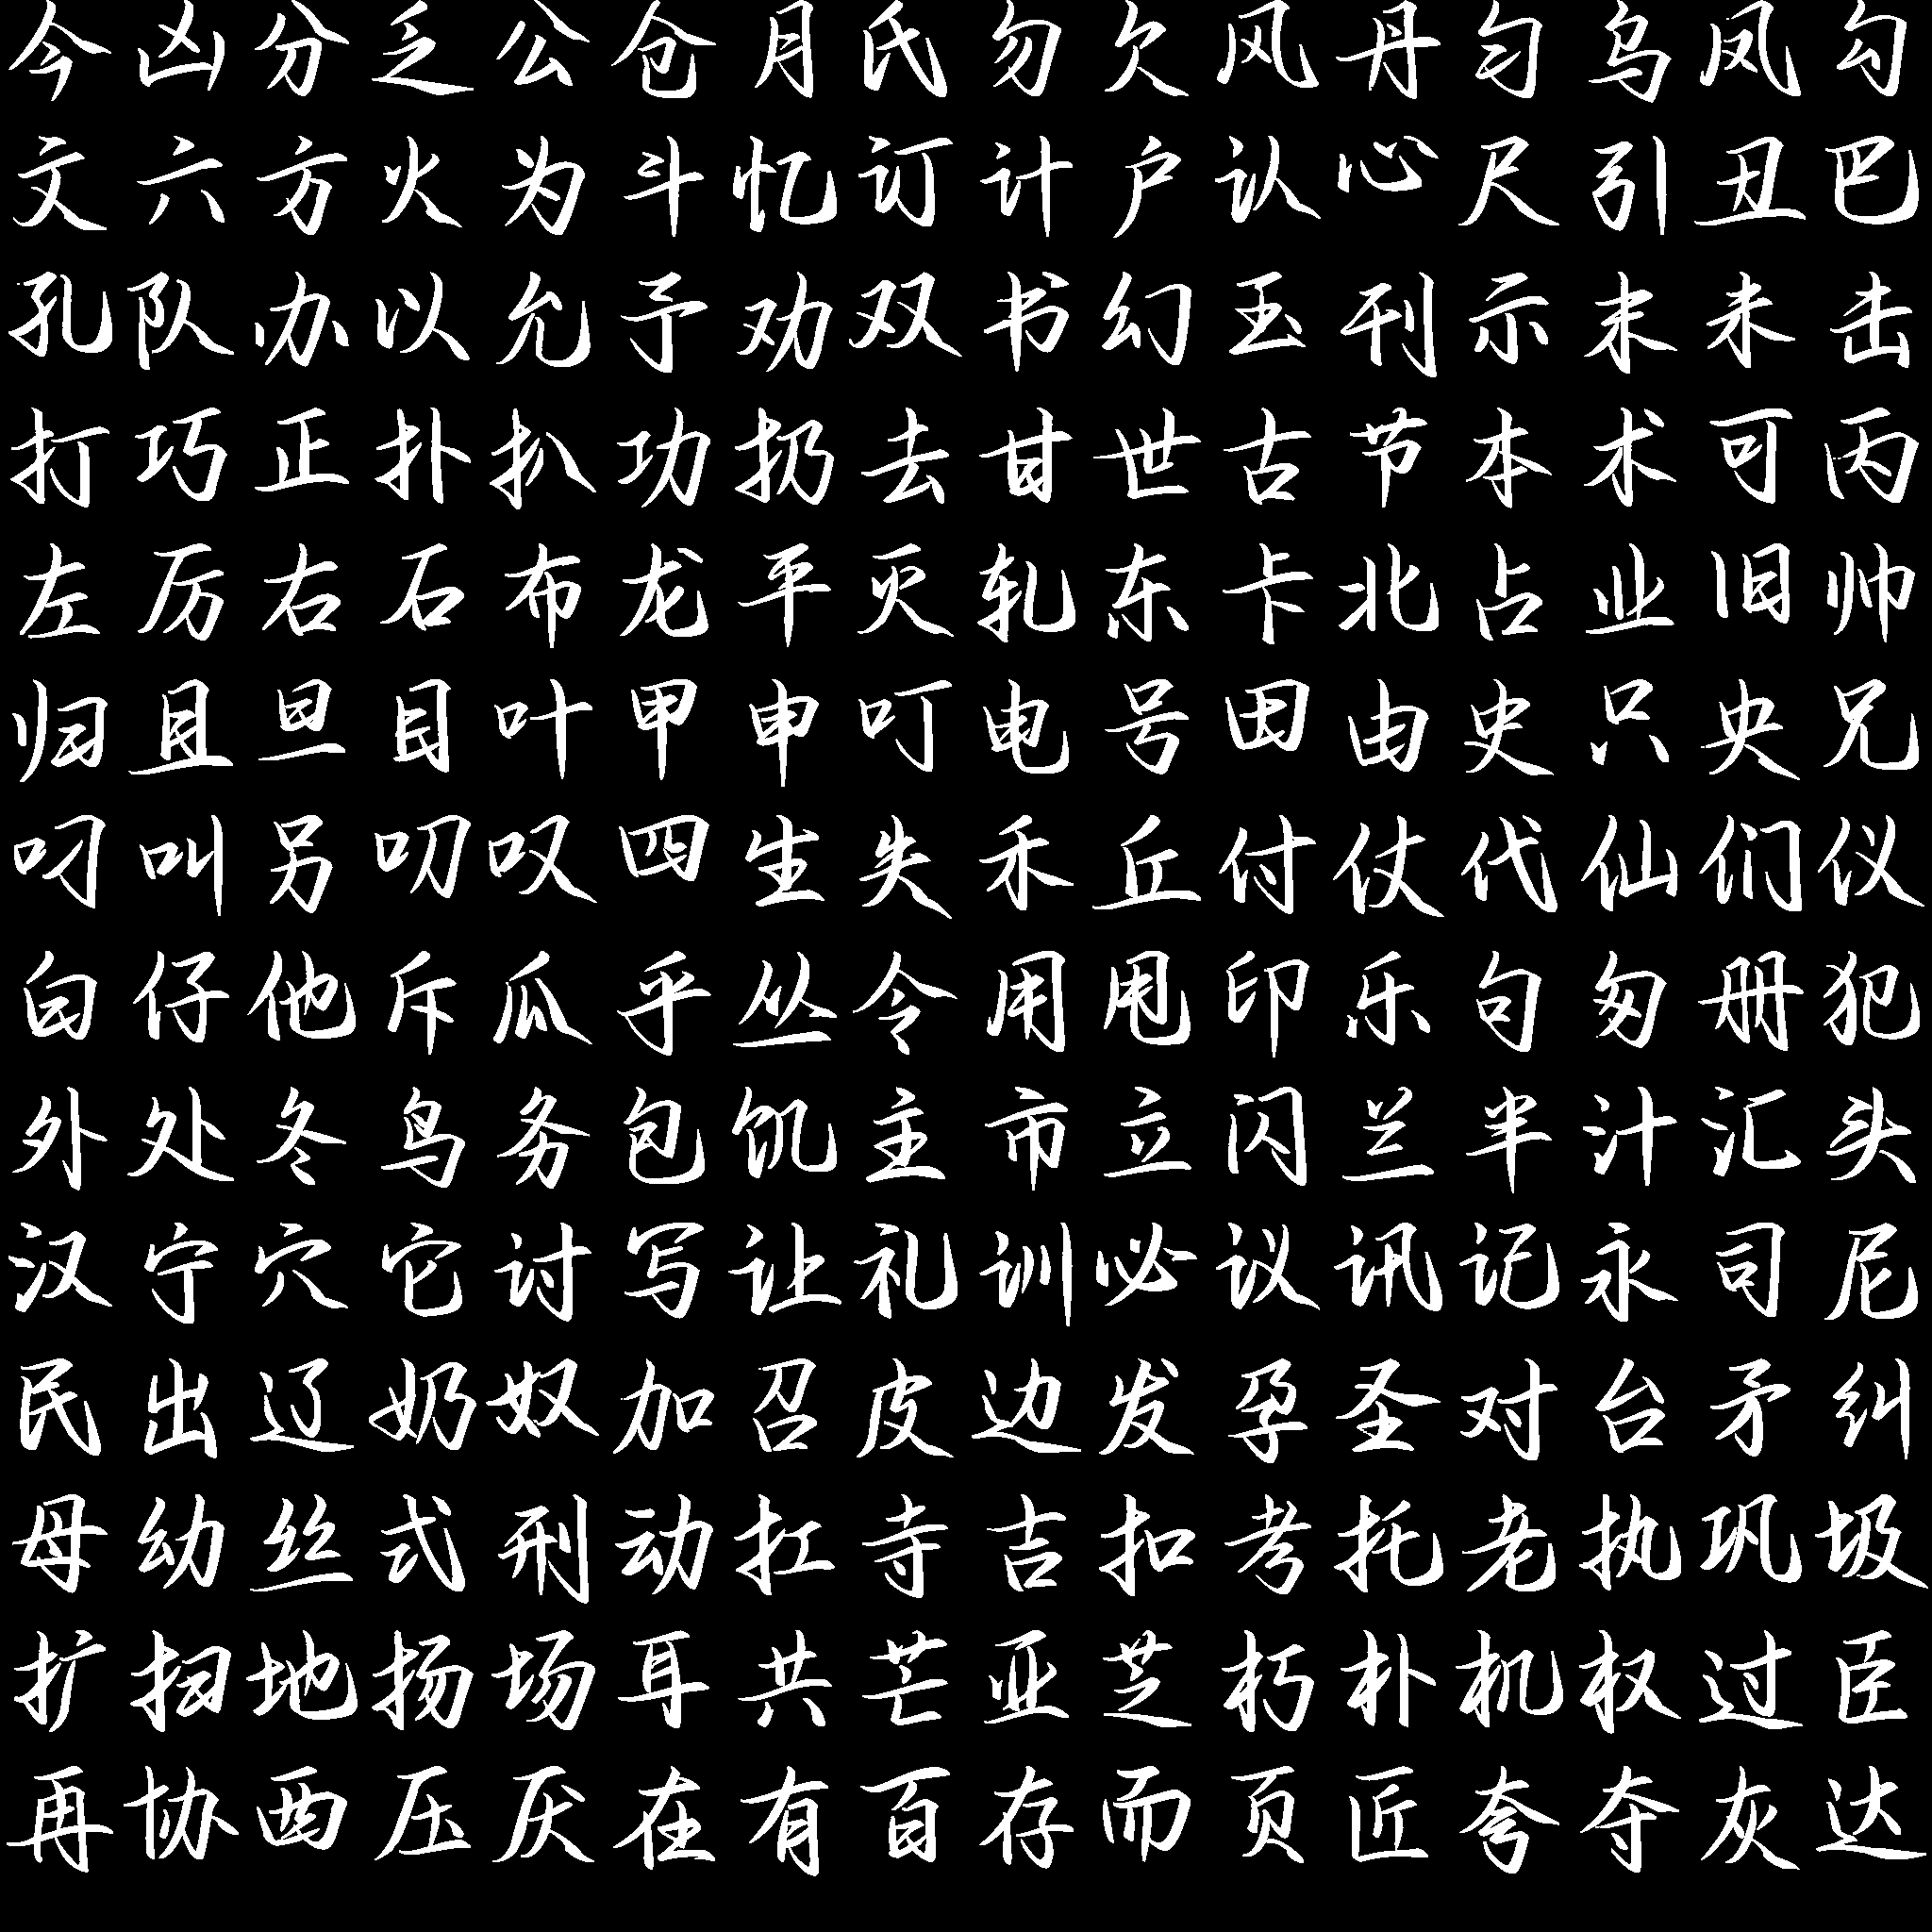 今凶分乏公仓月氏勿欠风丹匀乌凤勾
文六方火为斗忆订计户认心尺引丑巴
孔队办以允予劝双书幻玉刊示末未击
打巧正扑扒功扔去甘世古节本术可丙
左厉右石布龙平灭轧东卡北占业旧帅
归且旦目叶甲申叮电号田由史只央兄
叼叫另叨叹四生失禾丘付仗代仙们仪
白仔他斥瓜乎丛令用甩印乐句匆册犯
外处冬鸟务包饥主市立闪兰半汁汇头
汉宁穴它讨写让礼训必议讯记永司尼
民出辽奶奴加召皮边发孕圣对台矛纠
母幼丝式刑动扛寺吉扣考托老执巩圾
扩扫地扬场耳共芒亚芝朽朴机权过臣
再协西压厌在有百存而页匠夸夺灰达